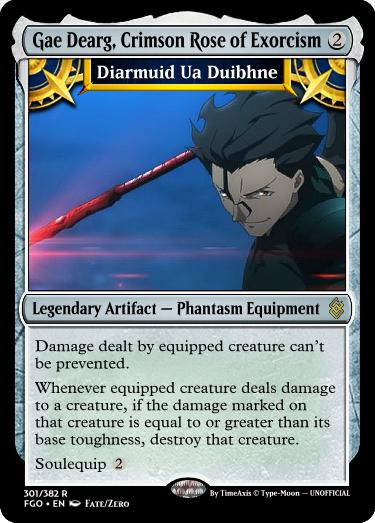 Gae Dearg, Crimson Rose of Exorcism 2
Diarmuid Ua Duibhne
Legendary Artifact — Phantasm Equipment
Damage dealt by equipped creature can't
be prevented.
Whenever equipped creature deals damage
to a creature, if the damage marked on
that creature is equal to or greater than its
base toughness, destroy that creature.
Soulequip 2
301/382 R
FGO • EN Fate/Zero
By TimeAxis © Type-Moon — UNOFFICIAL